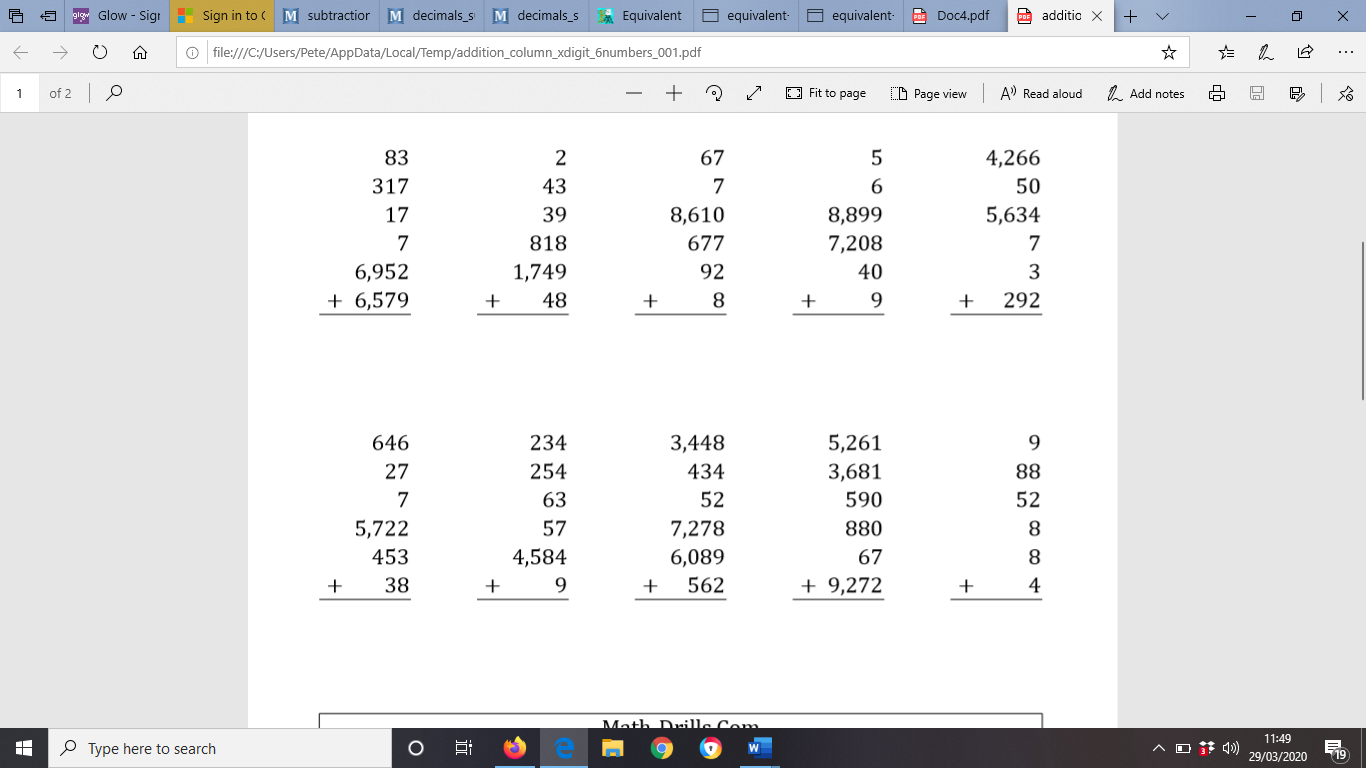 Glow - Sign
Sign in to C
subtraction
decimals_s
decimals_s
Equivalent
equivalent-
equivalent-
Doc4.pdf
additio
file:///C:/Users/Pete/AppData/Local/Temp/addition_column_xdigit_6numbers_001.pdf
1 of 2 Fit to page Page view Read aloud Add notes
83 2 67 5 4,266
317 43 7 6 50
17 39 8,610 8,899 5,634
7 818 677 7,208 7
6,952 1,749 92 40 3
+ 6,579 + 48 + 8 + 9 + 292
646 234 3,448 5,261 9
27 254 434 3,681 88
7 63 52 590 52
5,722 57 7,278 880 8
453 4,584 6,089 67 8
+ 38 + 9 + 562 + 9,272 + 4
Math-Drills.Com
Type here to search
11:49
29/03/2020
19